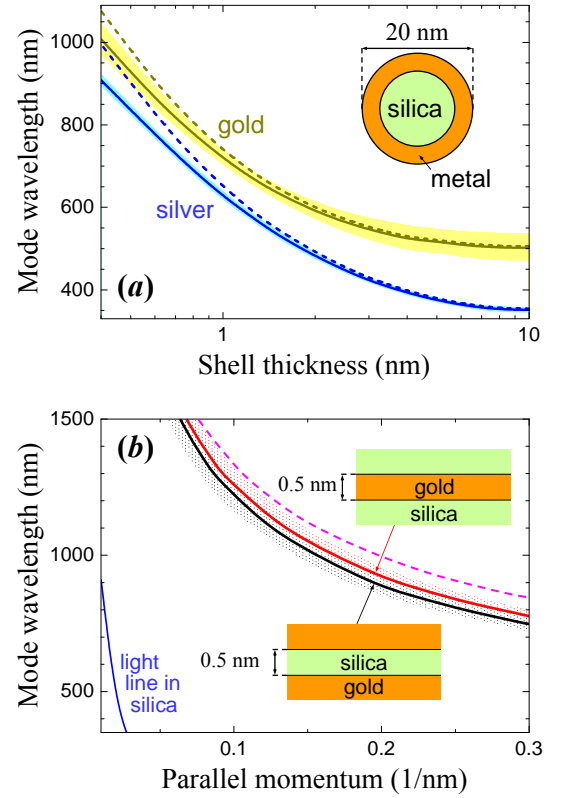 20 nm
1000
silica
gold
800
metal
600
silver
400
(a)
1
10
Mode wavelength (nm)
Shell thickness (nm)
1500
(b)
0.5 nm
gold
silica
1000
0.5 nm
silica
gold
light
line in
silica
500
0.1
0.2
0.3
Mode wavelength (nm)
Parallel momentum (1/nm)